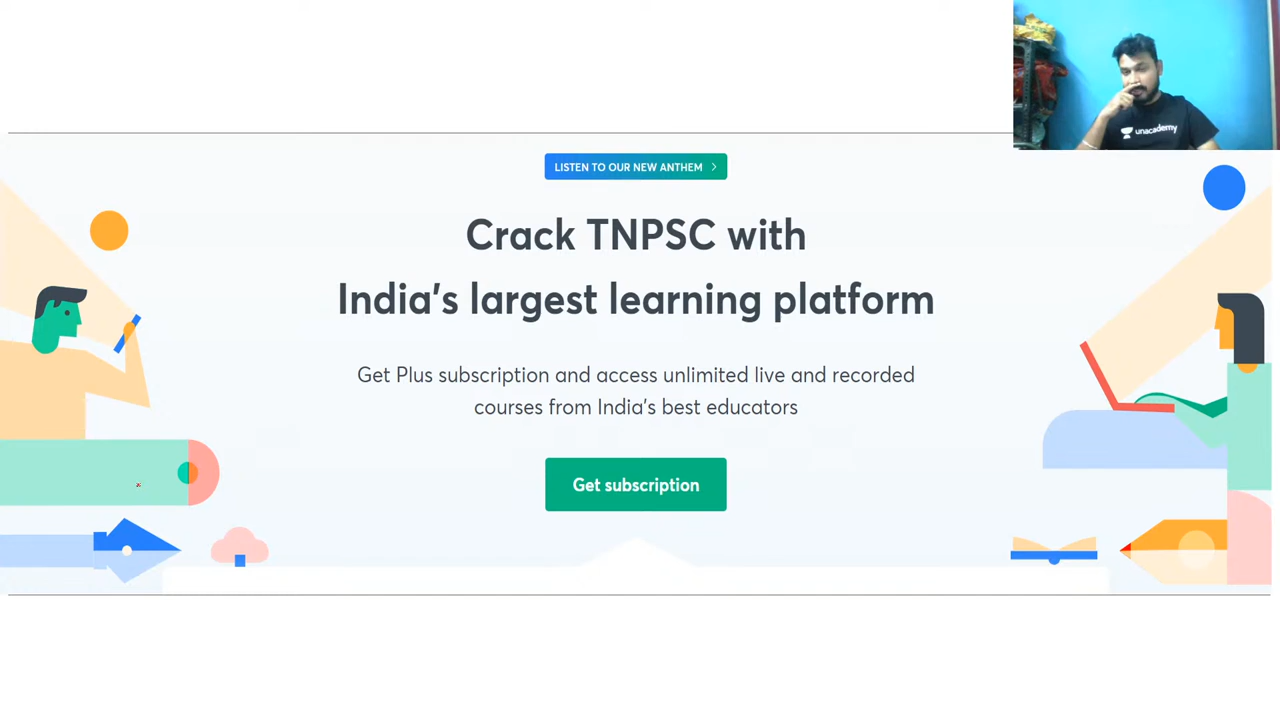 unacademy
LISTEN TO OUR NEW ANTHEM >
Crack TNPSC with
India's largest learning platform
Get Plus subscription and access unlimited live and recorded
courses from India's best educators
Get subscription